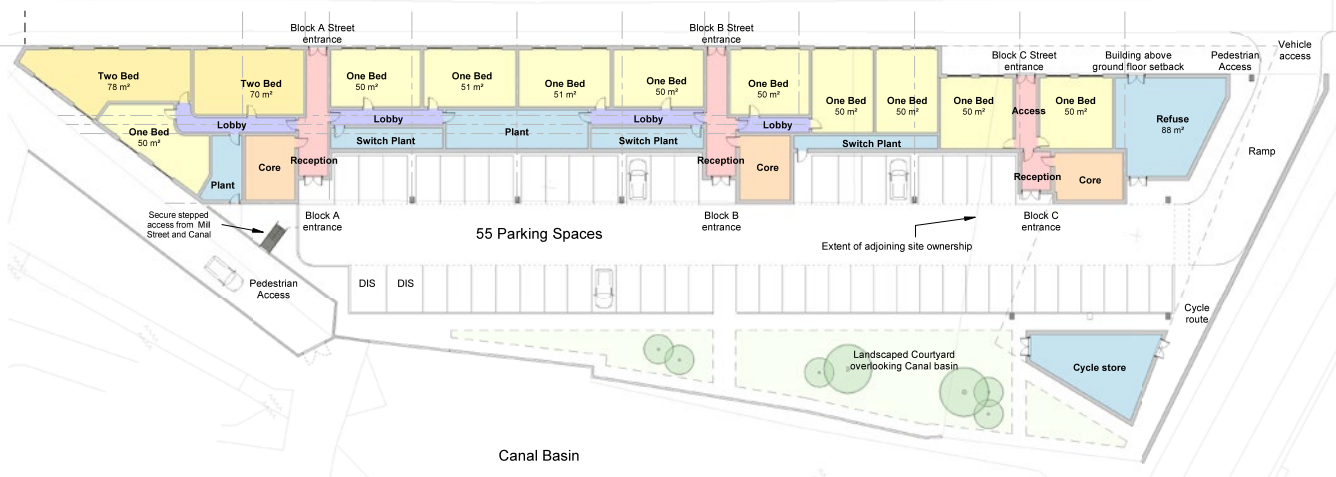 Block A Street
entrance
Block B Street
entrance
Block C Street
entrance
Building above
ground floor setback
Pedestrian
Access
Vehicle
access
Two Bed
78 m²
Two Bed
70 m²
One Bed
50 m²
One Bed
51 m²
One Bed
51 m²
One Bed
50 m²
One Bed
50 m²
One Bed
50 m²
One Bed
50 m²
One Bed
50 m²
Access
One Bed
50 m²
Refuse
88 m²
One Bed
50 m²
Lobby
Lobby
Lobby
Lobby
Switch Plant
Plant
Switch Plant
Switch Plant
Ramp
Plant
Core
Reception
Reception
Core
Reception
Core
Secure stepped
access from Mill
Street and Canal
Block A
entrance
55 Parking Spaces
Block B
entrance
Extent of adjoining site ownership
Block C
entrance
Pedestrian
Access
DIS
DIS
Cycle
route
Landscaped Courtyard
overlooking Canal basin
Cycle store
Canal Basin